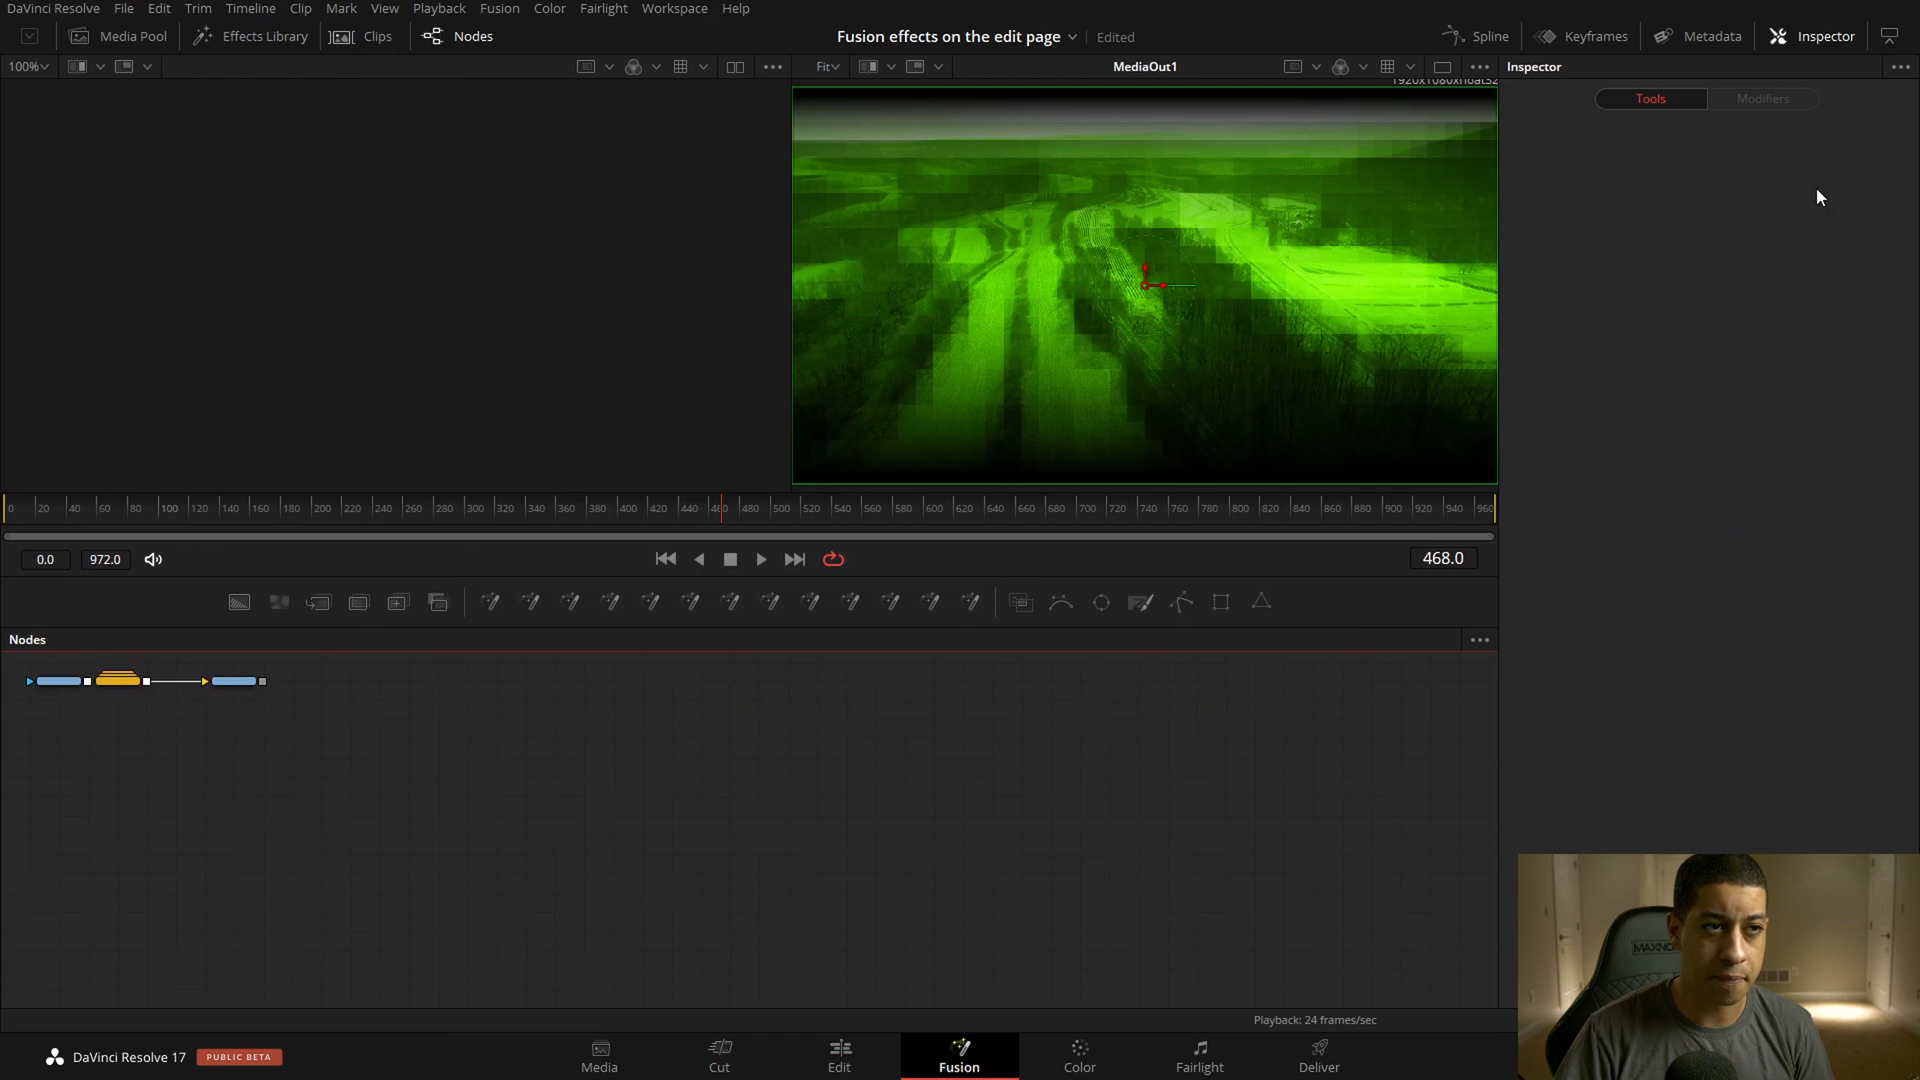 DaVinci Resolve File Edit Trim Timeline Clip Mark View Playback Fusion Color Fairlight Workspace Help
Media Pool Effects Library Clips Nodes Fusion effects on the edit page Edited Spline Keyframes Metadata Inspector
100% Fit MediaOut1 Inspector
1920x1080xfloat32
Tools Modifiers
0 20 40 60 80 100 120 140 160 180 200 220 240 260 280 300 320 340 360 380 400 420 440 460 480 500 520 540 560 580 600 620 640 660 680 700 720 740 760 780 800 820 840 860 880 900 920 940 960
0.0 972.0 468.0
Nodes
MAXNO
Playback: 24 frames/sec
DaVinci Resolve 17 PUBLIC BETA Media Cut Edit Fusion Color Fairlight Deliver